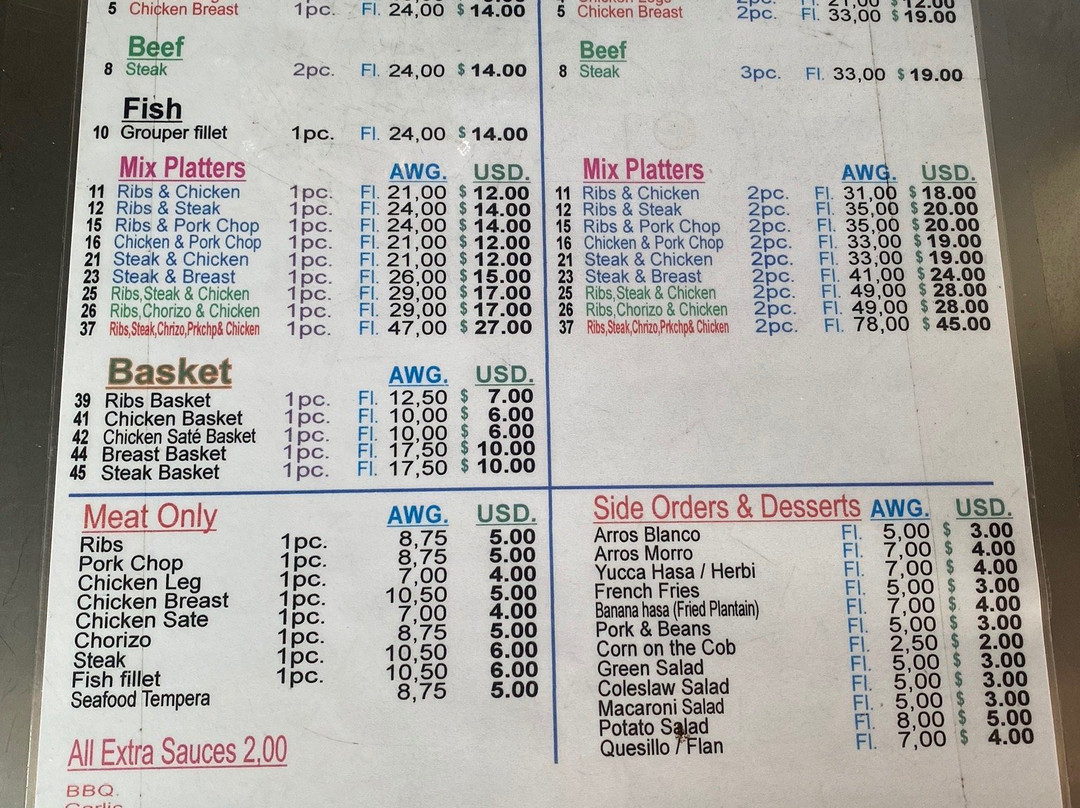 5 Chicken Breast 1pc. Fl. 24,00 $ 14.00
Beef
8 Steak 2pc. Fl. 24,00 $ 14.00
Fish
10 Grouper fillet 1pc. Fl. 24,00 $ 14.00
Mix Platters AWG. USD.
11 Ribs & Chicken 1pc. Fl. 21,00 $ 12.00
12 Ribs & Steak 1pc. Fl. 24,00 $ 14.00
15 Ribs & Pork Chop 1pc. Fl. 24,00 $ 14.00
16 Chicken & Pork Chop 1pc. Fl. 21,00 $ 12.00
21 Steak & Chicken 1pc. Fl. 21,00 $ 12.00
23 Steak & Breast 1pc. Fl. 26,00 $ 15.00
25 Ribs,Steak & Chicken 1pc. Fl. 29,00 $ 17.00
26 Ribs,Chorizo & Chicken 1pc. Fl. 29,00 $ 17.00
37 Ribs,Steak,Chrizo,Prkchp& Chicken 1pc. Fl. 47,00 $ 27.00
Basket AWG. USD.
39 Ribs Basket 1pc. Fl. 12,50 $ 7.00
41 Chicken Basket 1pc. Fl. 10,00 $ 6.00
42 Chicken Saté Basket 1pc. Fl. 10,00 $ 6.00
44 Breast Basket 1pc. Fl. 17,50 $ 10.00
45 Steak Basket 1pc. Fl. 17,50 $ 10.00
5 Chicken Breast 2pc. Fl. 33,00 $ 19.00
Beef
8 Steak 3pc. Fl. 33,00 $ 19.00
Mix Platters AWG. USD.
11 Ribs & Chicken 2pc. Fl. 31,00 $ 18.00
12 Ribs & Steak 2pc. Fl. 35,00 $ 20.00
15 Ribs & Pork Chop 2pc. Fl. 35,00 $ 20.00
16 Chicken & Pork Chop 2pc. Fl. 33,00 $ 19.00
21 Steak & Chicken 2pc. Fl. 33,00 $ 19.00
23 Steak & Breast 2pc. Fl. 41,00 $ 24.00
25 Ribs,Steak & Chicken 2pc. Fl. 49,00 $ 28.00
26 Ribs,Chorizo & Chicken 2pc. Fl. 49,00 $ 28.00
37 Ribs,Steak,Chrizo,Prkchp& Chicken 2pc. Fl. 78,00 $ 45.00
Meat Only AWG. USD.
Ribs 1pc. 8,75 5.00
Pork Chop 1pc. 8,75 5.00
Chicken Leg 1pc. 7,00 4.00
Chicken Breast 1pc. 10,50 5.00
Chicken Sate 1pc. 7,00 4.00
Chorizo 1pc. 8,75 5.00
Steak 1pc. 10,50 6.00
Fish fillet 1pc. 10,50 6.00
Seafood Tempera 8,75 5.00
All Extra Sauces 2,00
BBQ.
Side Orders & Desserts AWG. USD.
Arros Blanco Fl. 5,00 $ 3.00
Arros Morro Fl. 7,00 $ 4.00
Yucca Hasa / Herbi Fl. 7,00 $ 4.00
French Fries Fl. 5,00 $ 3.00
Banana hasa (Fried Plantain) Fl. 7,00 $ 4.00
Pork & Beans Fl. 5,00 $ 3.00
Corn on the Cob Fl. 2,50 $ 2.00
Green Salad Fl. 5,00 $ 3.00
Coleslaw Salad Fl. 5,00 $ 3.00
Macaroni Salad Fl. 5,00 $ 3.00
Potato Salad Fl. 8,00 $ 5.00
Quesillo / Flan Fl. 7,00 $ 4.00